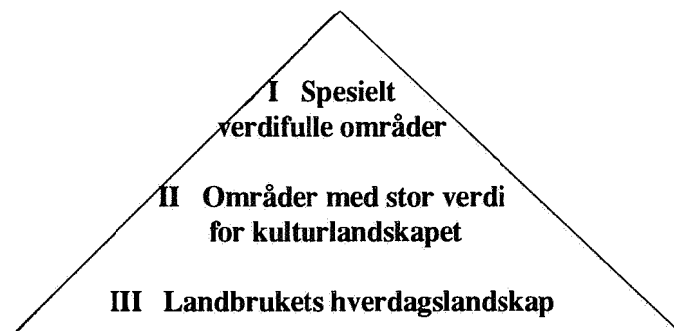 I Spesielt
verdifulle områder
II Områder med stor verdi
for kulturlandskapet
III Landbrukets hverdagslandskap